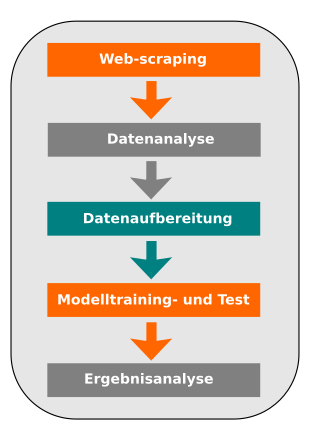 Web-scraping
Datenanalyse
Datenaufbereitung
Modelltraining- und Test
Ergebnisanalyse